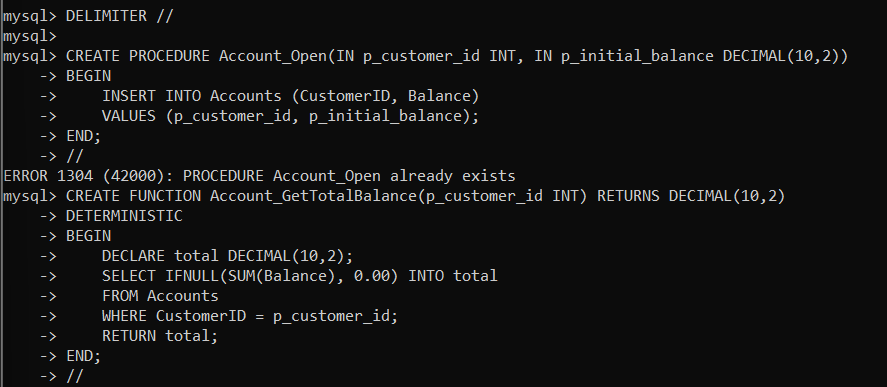 mysql> DELIMITER //
mysql>
mysql> CREATE PROCEDURE Account_Open(IN p_customer_id INT, IN p_initial_balance DECIMAL(10,2))
    -> BEGIN
    ->     INSERT INTO Accounts (CustomerID, Balance)
    ->     VALUES (p_customer_id, p_initial_balance);
    -> END;
    -> //
ERROR 1304 (42000): PROCEDURE Account_Open already exists
mysql> CREATE FUNCTION Account_GetTotalBalance(p_customer_id INT) RETURNS DECIMAL(10,2)
    -> DETERMINISTIC
    -> BEGIN
    ->     DECLARE total DECIMAL(10,2);
    ->     SELECT IFNULL(SUM(Balance), 0.00) INTO total
    ->     FROM Accounts
    ->     WHERE CustomerID = p_customer_id;
    ->     RETURN total;
    -> END;
    -> //